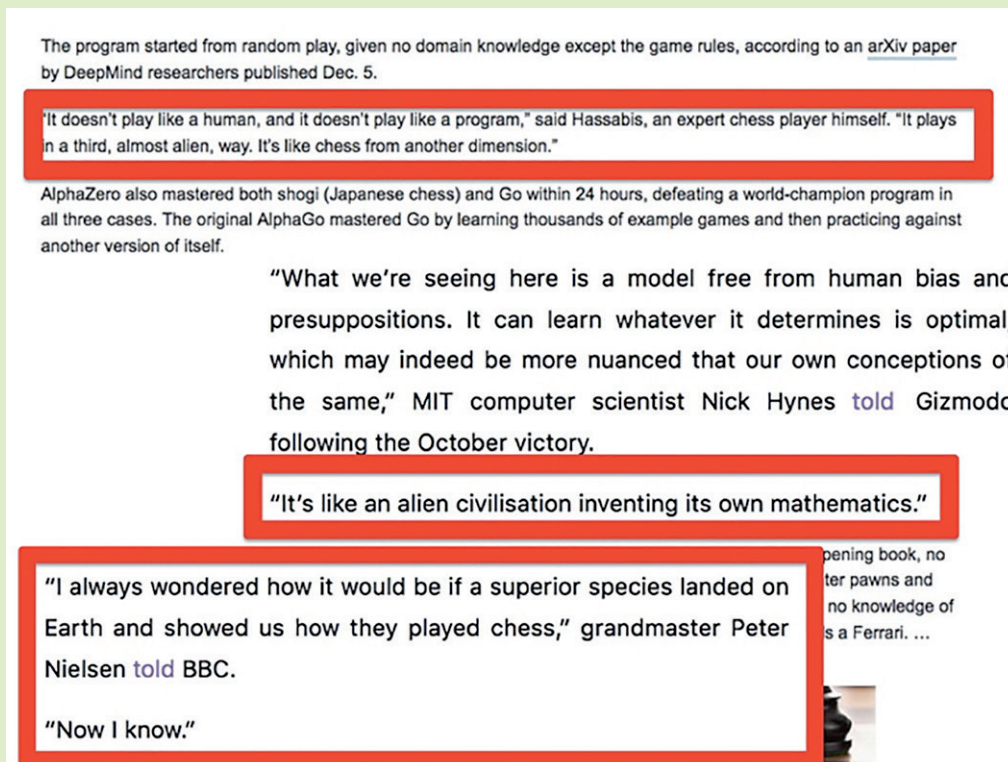 The program started from random play, given no domain knowledge except the game rules, according to an arXiv paper
by DeepMind researchers published Dec. 5.
"It doesn't play like a human, and it doesn't play like a program," said Hassabis, an expert chess player himself. "It plays
in a third, almost alien, way. It's like chess from another dimension."
AlphaZero also mastered both shogi (Japanese chess) and Go within 24 hours, defeating a world-champion program in
all three cases. The original AlphaGo mastered Go by learning thousands of example games and then practicing against
another version of itself.
“What we’re seeing here is a model free from human bias and
presuppositions. It can learn whatever it determines is optimal,
which may indeed be more nuanced that our own conceptions of
the same,” MIT computer scientist Nick Hynes told Gizmodo
following the October victory.
“It’s like an alien civilisation inventing its own mathematics.”
pening book, no
ter pawns and
no knowledge of
s a Ferrari. ...
“I always wondered how it would be if a superior species landed on
Earth and showed us how they played chess,” grandmaster Peter
Nielsen told BBC.
“Now I know.”